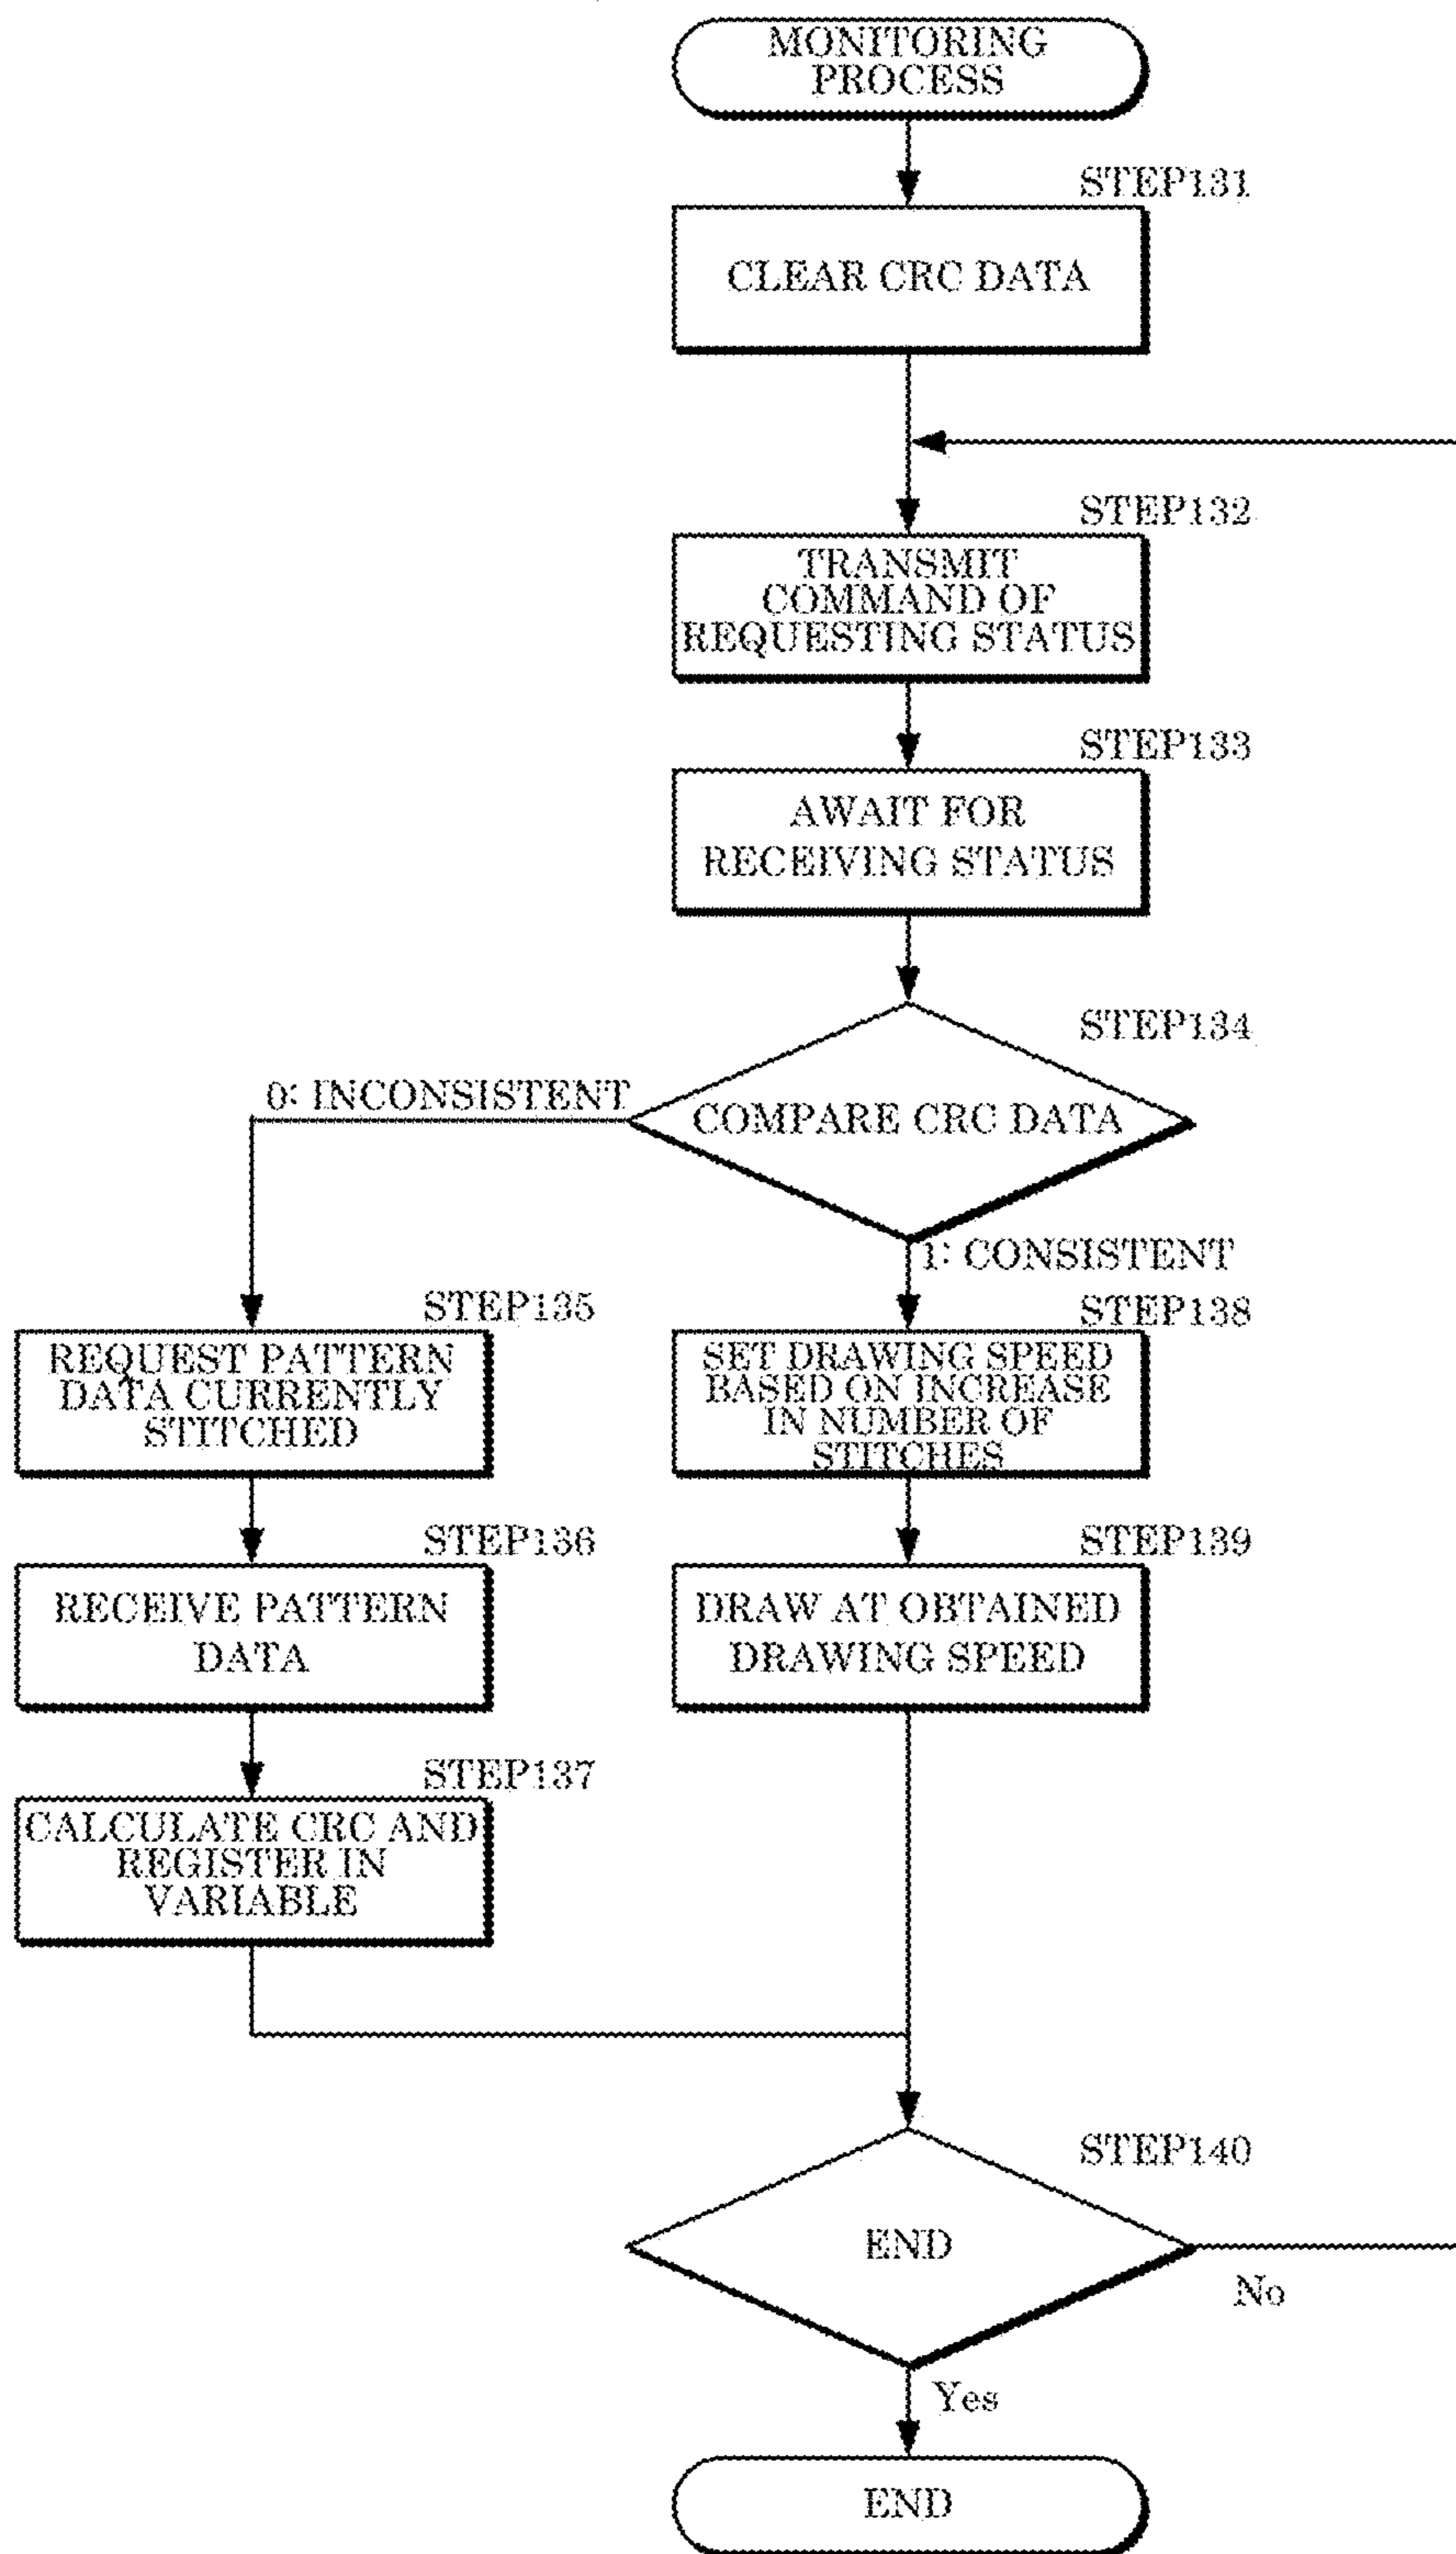 MONITORING
PROCESS
STEP131
CLEAR CRC DATA
STEP132
TRANSMIT
COMMAND OF
REQUESTING STATUS
STEP133
AWAIT FOR
RECEIVING STATUS
STEP134
COMPARE CRC DATA
0: INCONSISTENT
1: CONSISTENT
STEP135
REQUEST PATTERN
DATA CURRENTLY
STITCHED
STEP136
RECEIVE PATTERN
DATA
STEP137
CALCULATE CRC AND
REGISTER IN
VARIABLE
STEP138
SET DRAWING SPEED
BASED ON INCREASE
IN NUMBER OF
STITCHES
STEP139
DRAW AT OBTAINED
DRAWING SPEED
STEP140
END
No
Yes
END